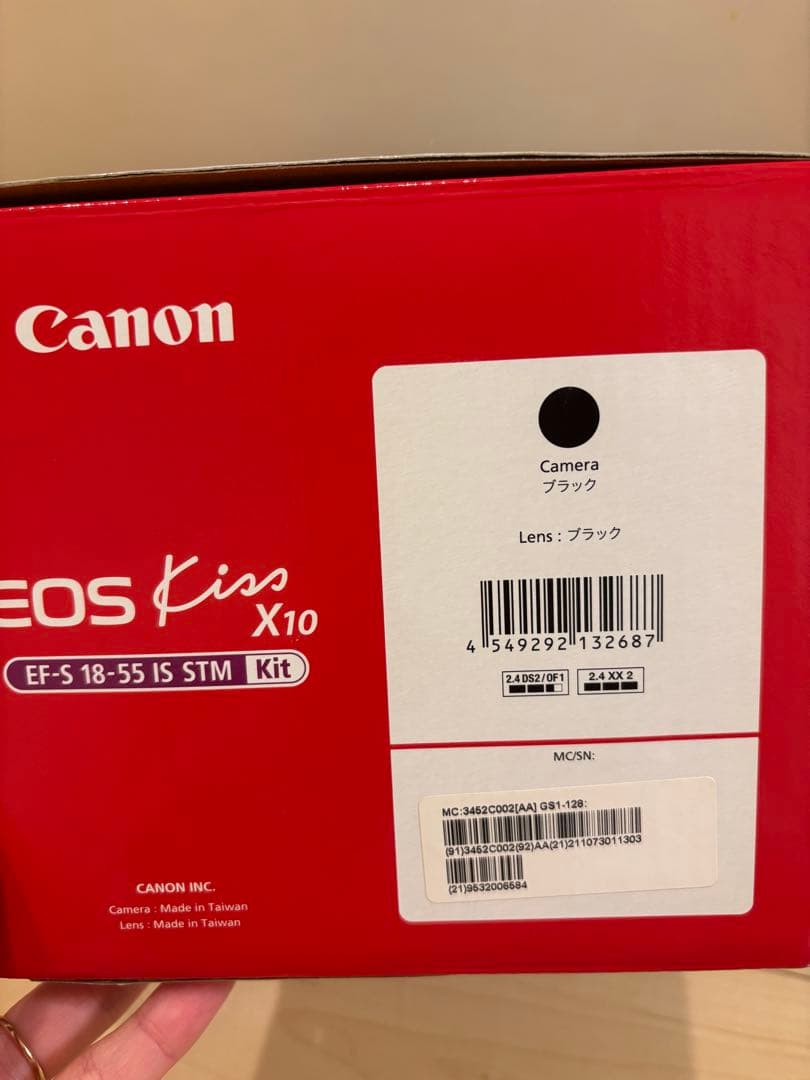 Canon
EOS Kiss
X10
EF-S 18-55 IS STM Kit
CANON INC.
Camera : Made in Taiwan
Lens : Made in Taiwan
Camera
ブラック
Lens : ブラック
4 549292 132687
2.4 DS2/0F1
2.4 XX 2
MC/SN:
MC:3452C002[AA] GS1-128:
(91)3452C002(92)AA(21)211073011303
(21)9532006584